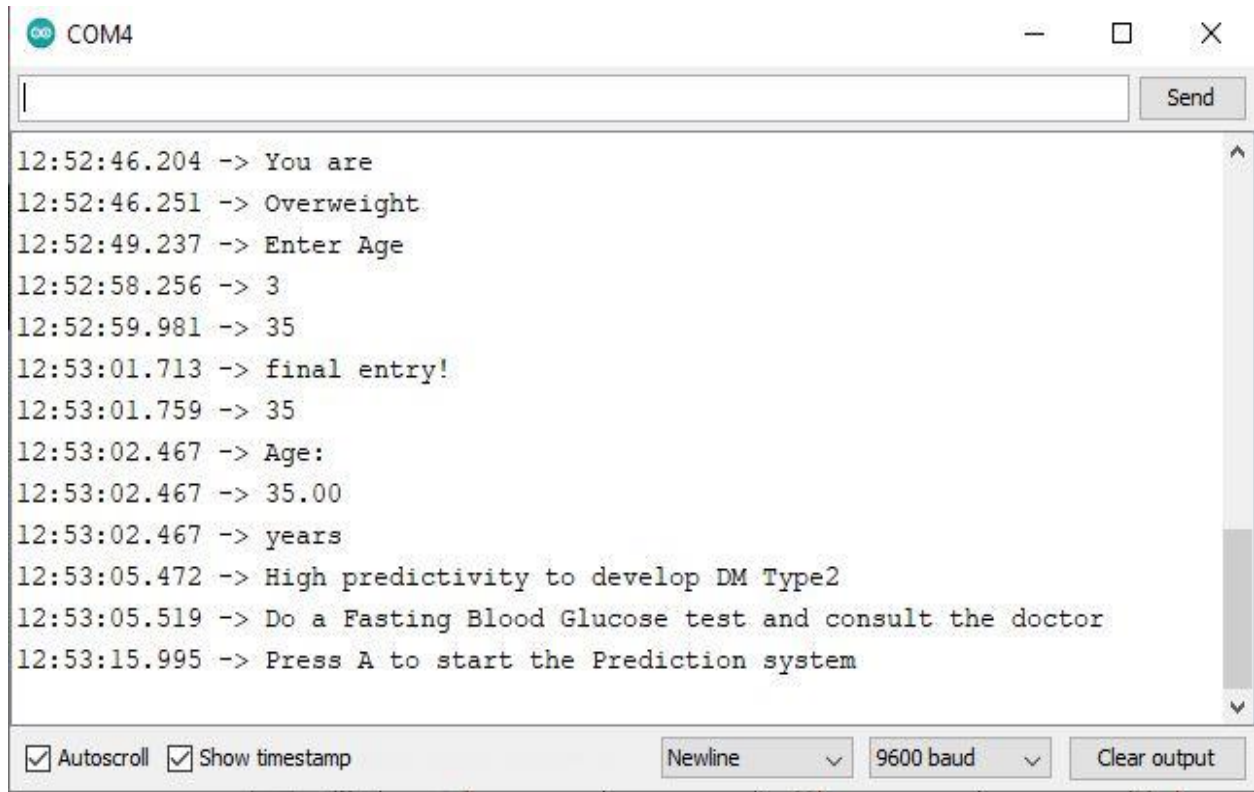 COM4
Send
12:52:46.204 -> You are
12:52:46.251 -> Overweight
12:52:49.237 -> Enter Age
12:52:58.256 -> 3
12:52:59.981 -> 35
12:53:01.713 -> final entry!
12:53:01.759 -> 35
12:53:02.467 -> Age:
12:53:02.467 -> 35.00
12:53:02.467 -> years
12:53:05.472 -> High predictivity to develop DM Type2
12:53:05.519 -> Do a Fasting Blood Glucose test and consult the doctor
12:53:15.995 -> Press A to start the Prediction system
Autoscroll Show timestamp Newline 9600 baud Clear output